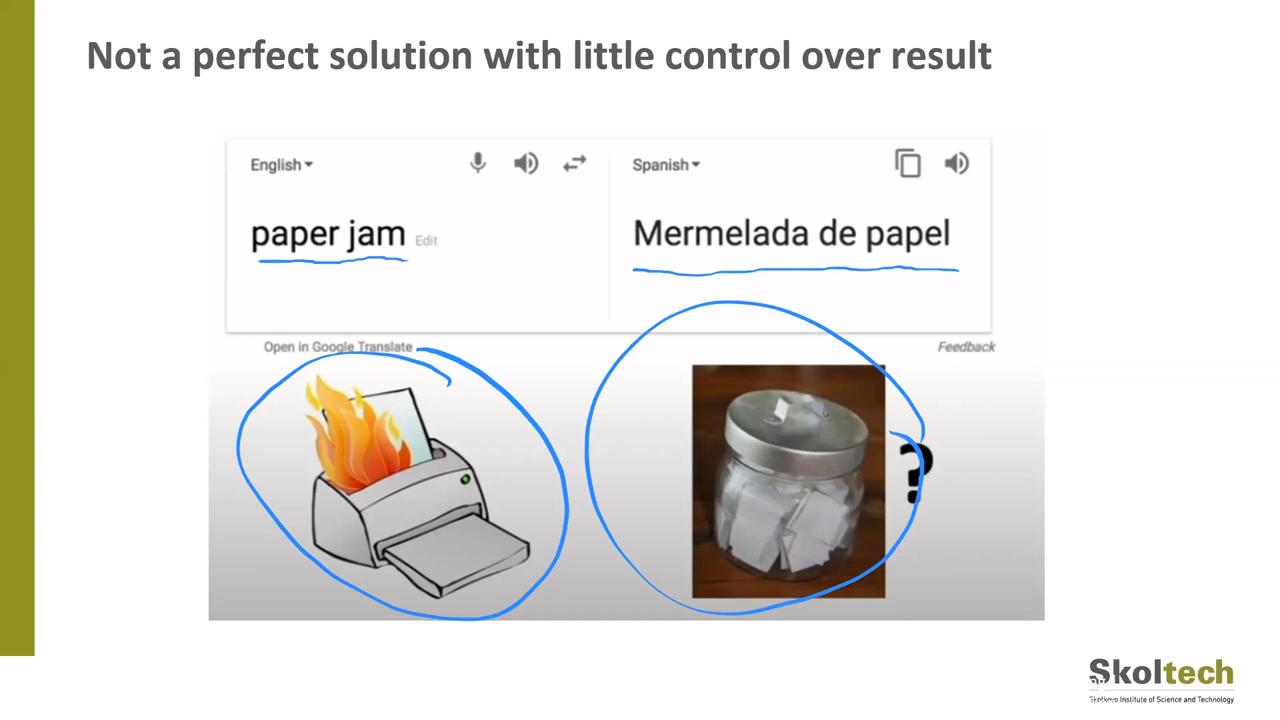 Not a perfect solution with little control over result
English
Spanish
paper jam Edit
Mermelada de papel
Open in Google Translate
Feedback
?
Skoltech
Skolkovo Institute of Science and Technology